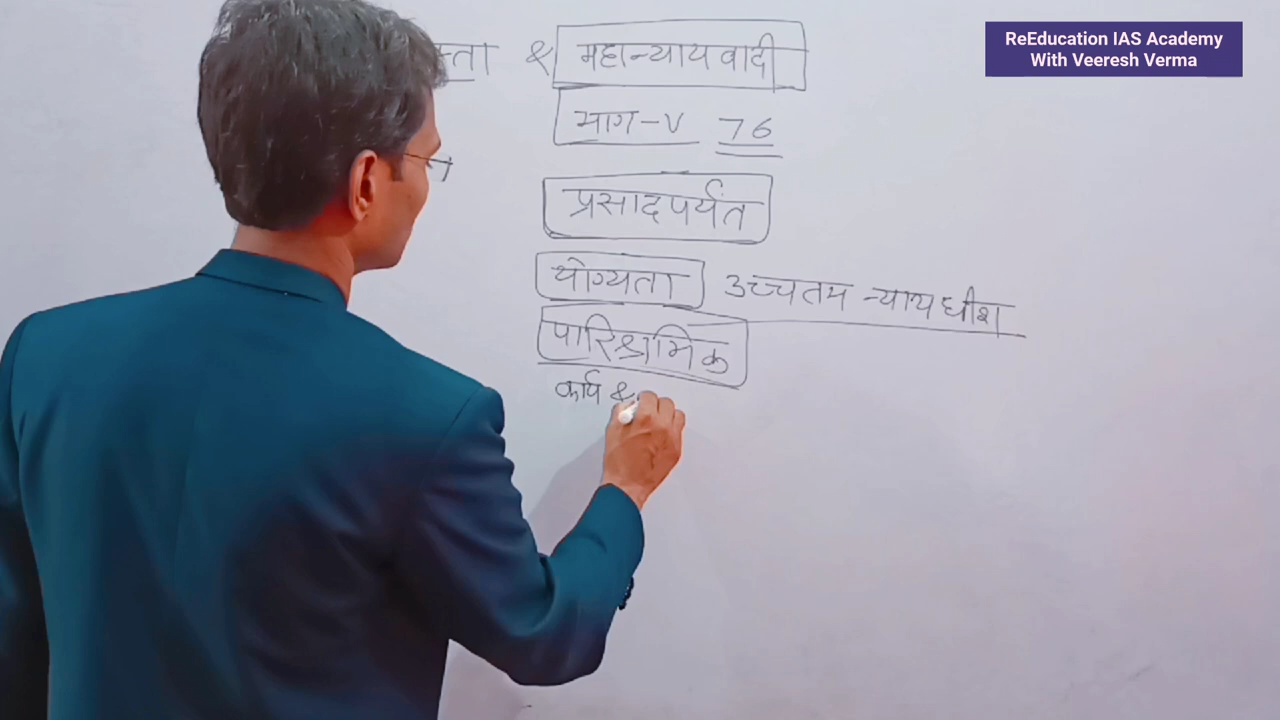 ReEducation IAS Academy
With Veeresh Verma
& महान्यायवादी
भाग-V 76
प्रसादपर्यंत
योग्यता उच्चतम न्यायधीश
पारिश्रमिक
कार्य &